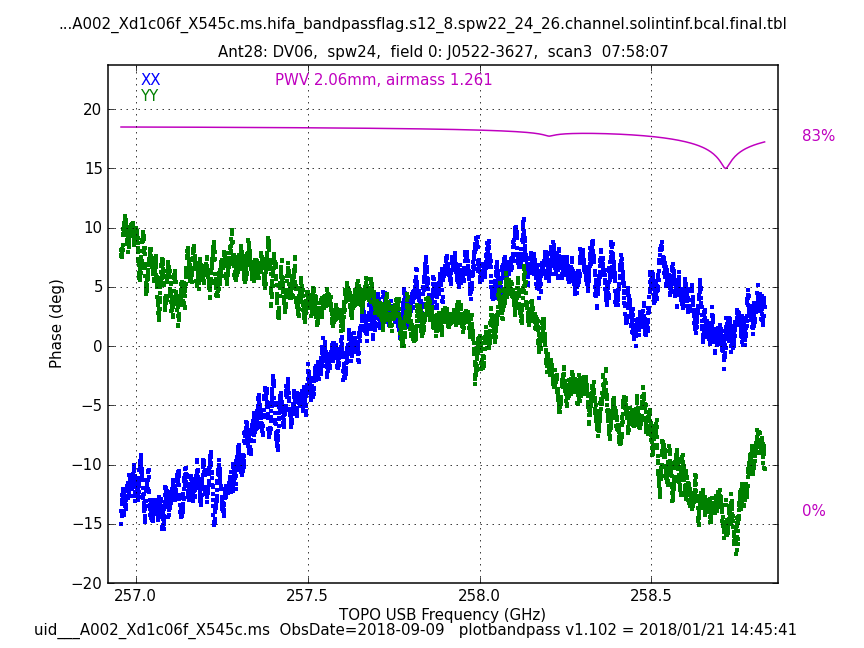 ...A002_Xd1c06f_X545c.ms.hifa_bandpassflag.s12_8.spw22_24_26.channel.solintinf.bcal.final.tbl
Ant28: DV06,  spw24,  field 0: J0522-3627,  scan3  07:58:07
XX
YY
PWV 2.06mm, airmass 1.261
83%
0%
20
15
10
5
0
−5
−10
−15
−20
Phase (deg)
257.0
257.5
258.0
258.5
TOPO USB Frequency (GHz)
uid___A002_Xd1c06f_X545c.ms  ObsDate=2018-09-09   plotbandpass v1.102 = 2018/01/21 14:45:41